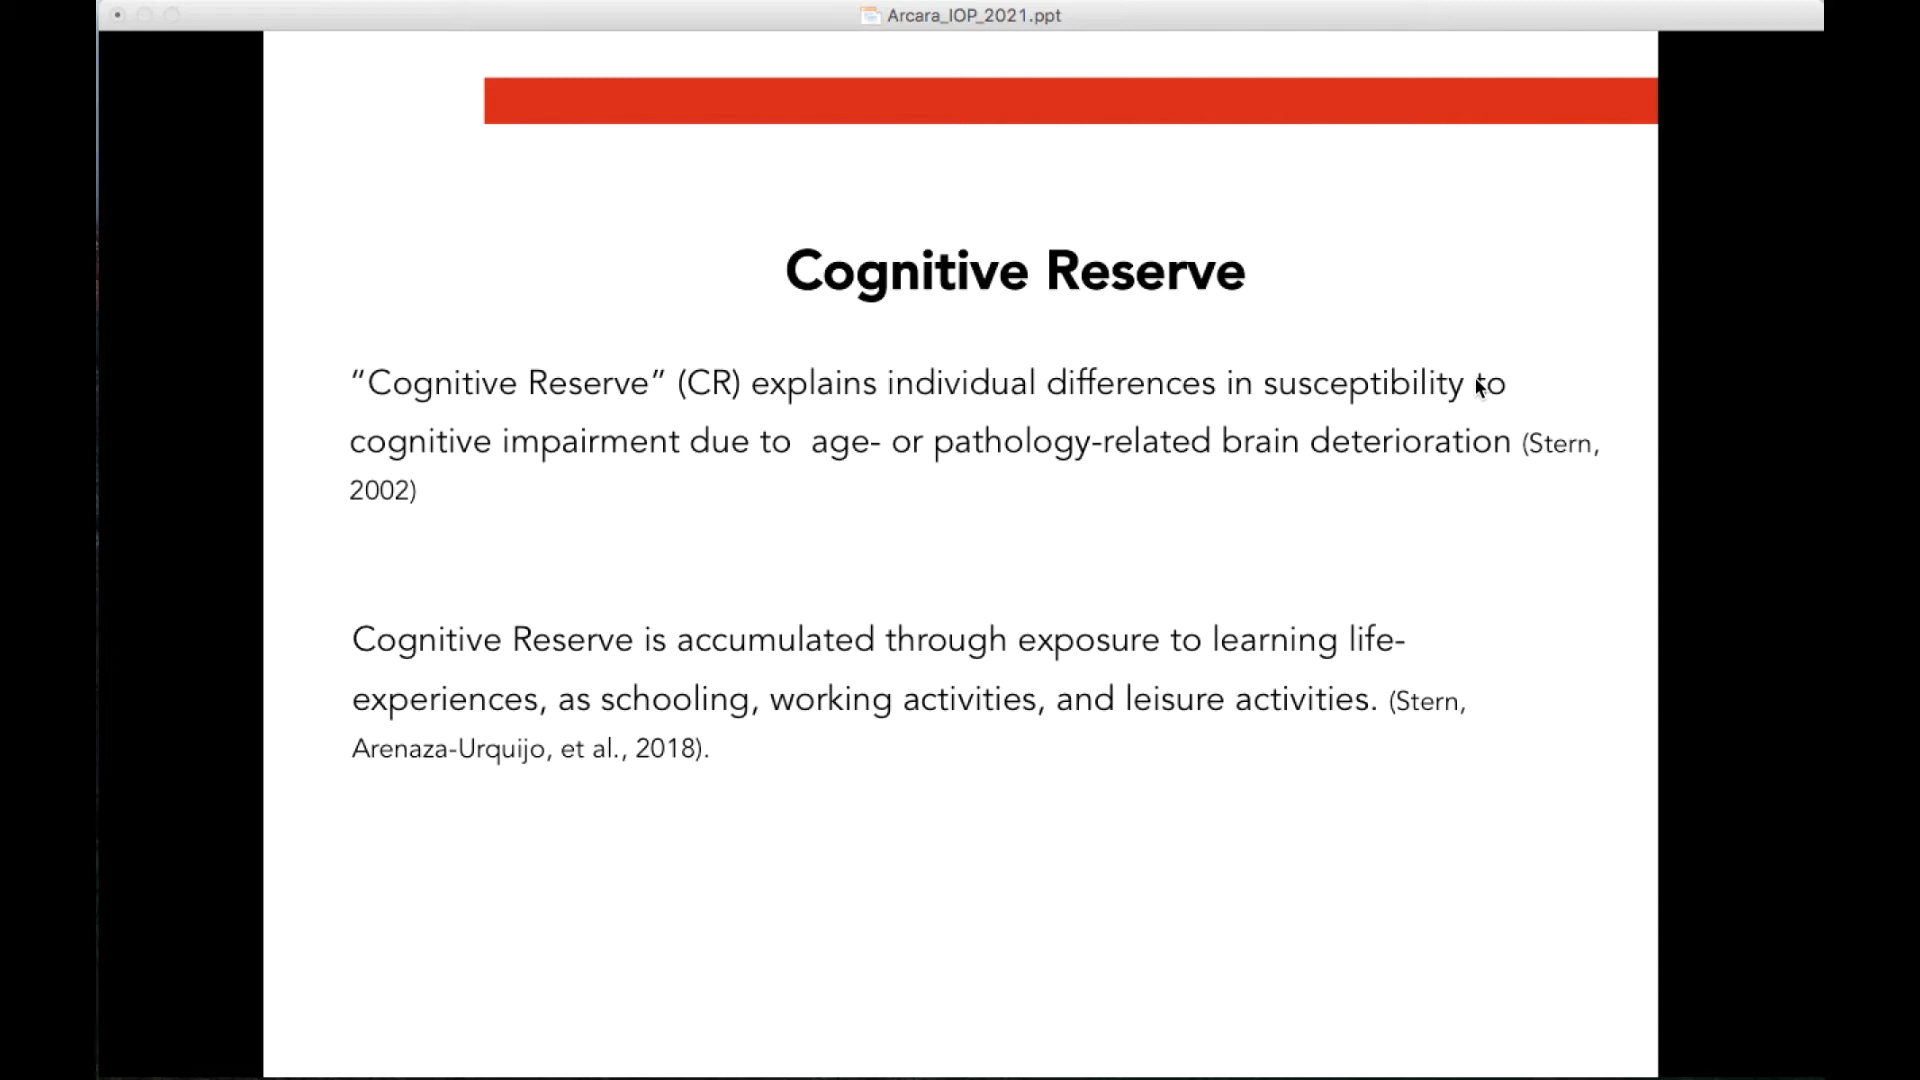 Arcara_IOP_2021.ppt
Cognitive Reserve
“Cognitive Reserve” (CR) explains individual differences in susceptibility to
cognitive impairment due to  age- or pathology-related brain deterioration (Stern,
2002)
Cognitive Reserve is accumulated through exposure to learning life-
experiences, as schooling, working activities, and leisure activities. (Stern,
Arenaza-Urquijo, et al., 2018).